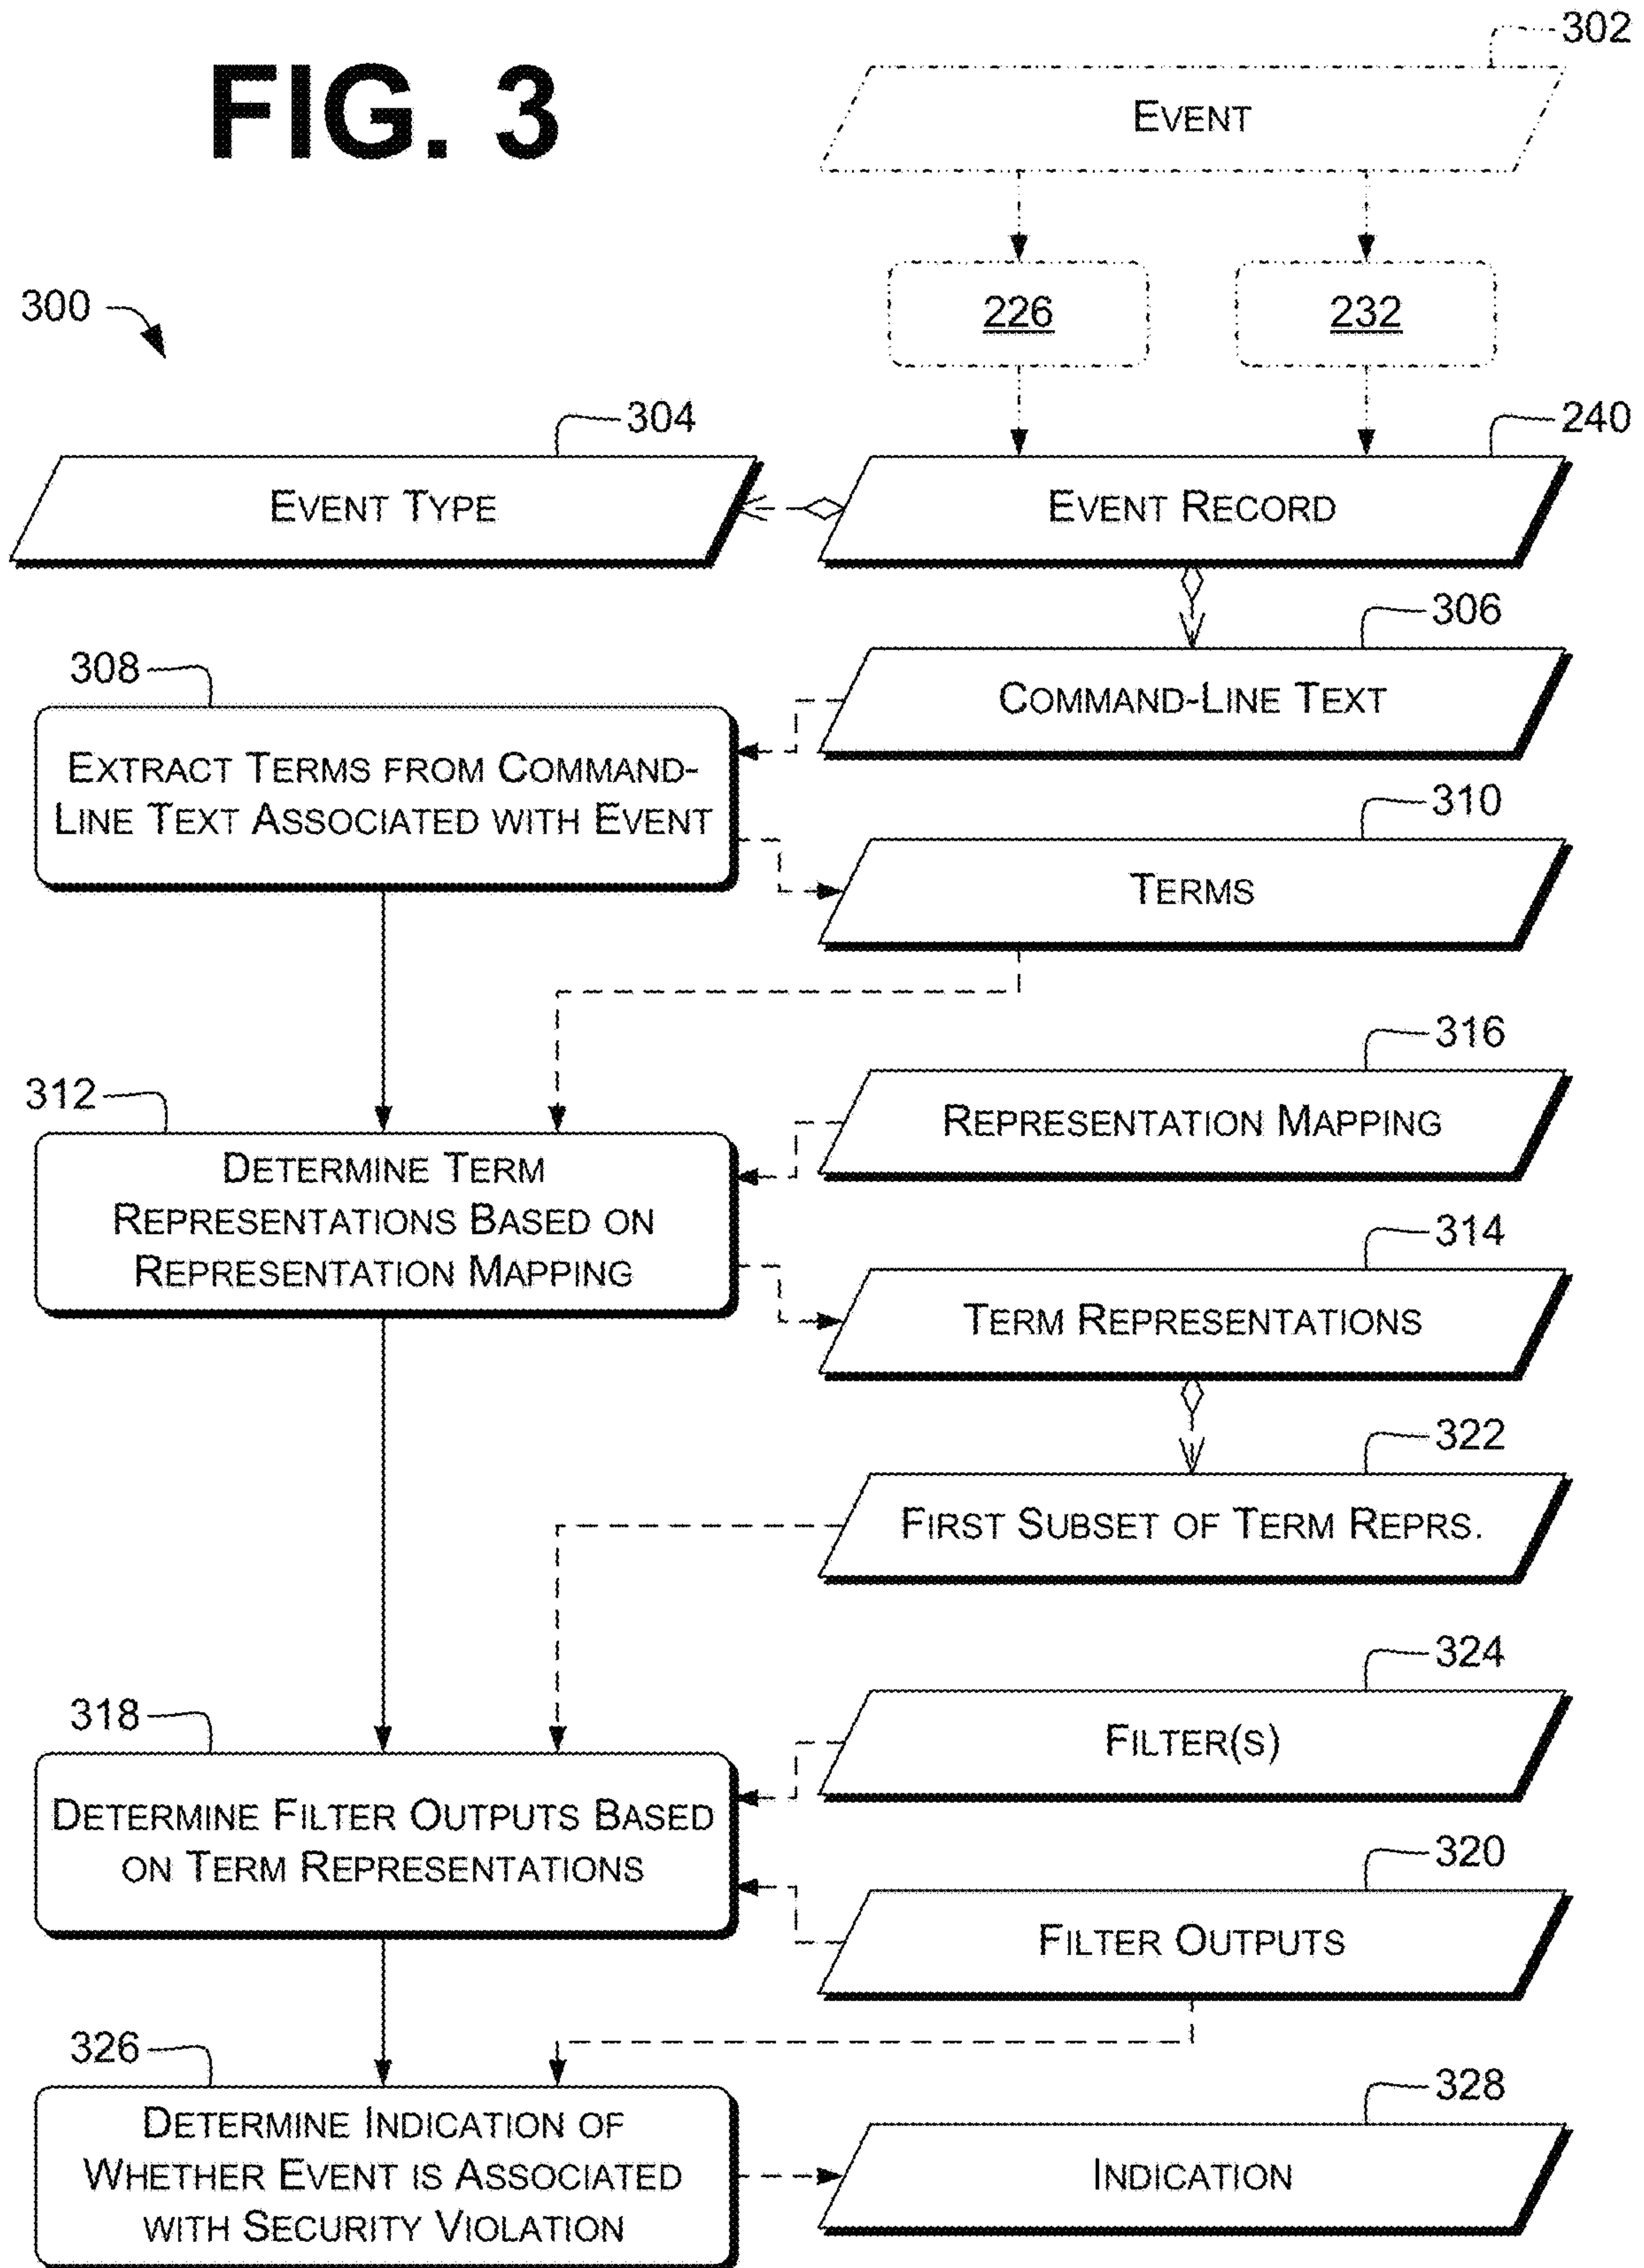 FIG. 3
302
EVENT
300
226
232
304
240
EVENT TYPE
EVENT RECORD
306
308
COMMAND-LINE TEXT
EXTRACT TERMS FROM COMMAND-
LINE TEXT ASSOCIATED WITH EVENT
310
TERMS
316
312
REPRESENTATION MAPPING
DETERMINE TERM
REPRESENTATIONS BASED ON
REPRESENTATION MAPPING
314
TERM REPRESENTATIONS
322
FIRST SUBSET OF TERM REPRS.
324
318
FILTER(S)
DETERMINE FILTER OUTPUTS BASED
ON TERM REPRESENTATIONS
320
FILTER OUTPUTS
326
328
DETERMINE INDICATION OF
WHETHER EVENT IS ASSOCIATED
WITH SECURITY VIOLATION
INDICATION